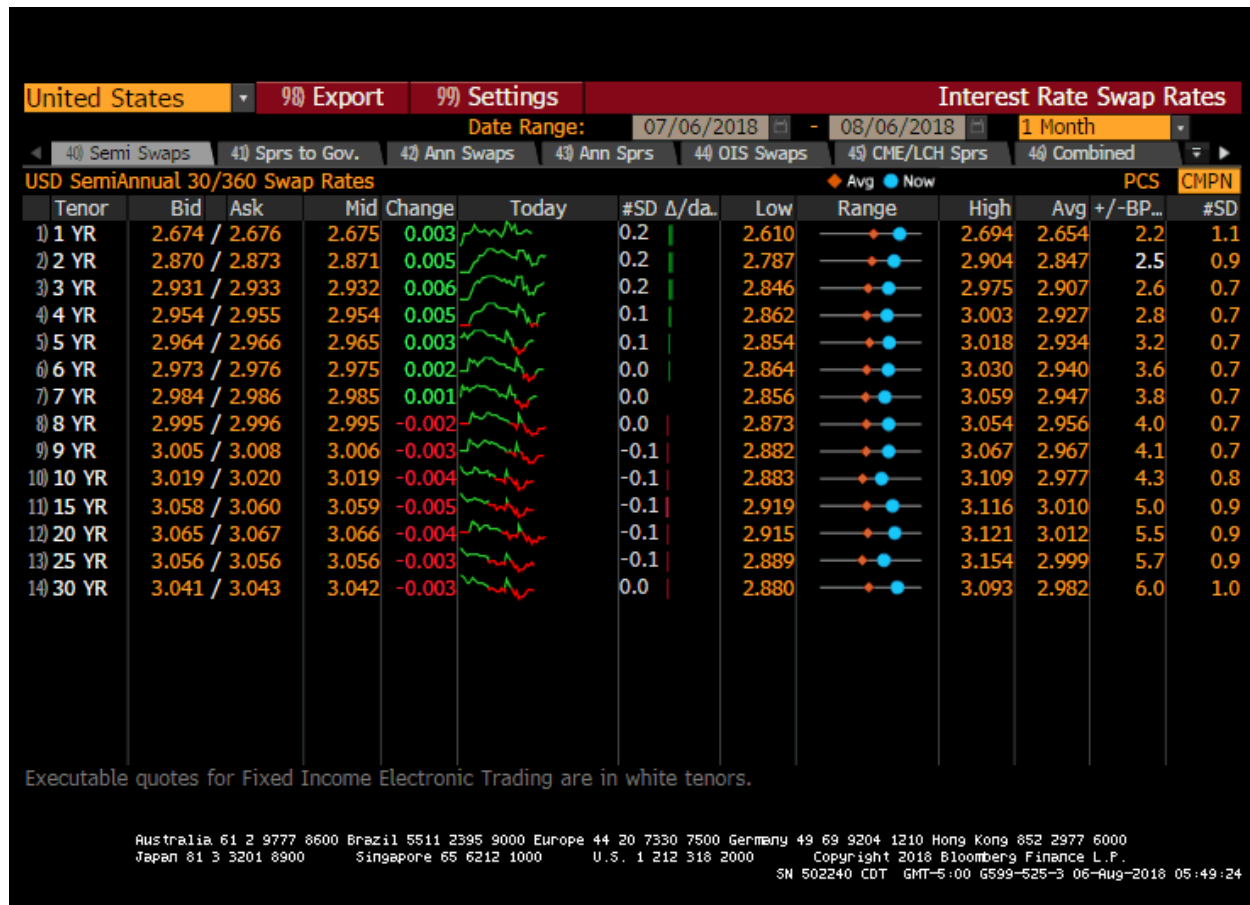 United States 98) Export 99) Settings Interest Rate Swap Rates
Date Range: 07/06/2018 - 08/06/2018 1 Month
40) Semi Swaps 41) Sprs to Gov. 42) Ann Swaps 43) Ann Sprs 44) OIS Swaps 45) CME/LCH Sprs 46) Combined
USD SemiAnnual 30/360 Swap Rates Avg Now PCS CMPN
Tenor Bid Ask Mid Change Today #SD Δ/da.. Low Range High Avg +/-BP... #SD
1) 1 YR 2.674 / 2.676 2.675 0.003 0.2 2.610 2.694 2.654 2.2 1.1
2) 2 YR 2.870 / 2.873 2.871 0.005 0.2 2.787 2.904 2.847 2.5 0.9
3) 3 YR 2.931 / 2.933 2.932 0.006 0.2 2.846 2.975 2.907 2.6 0.7
4) 4 YR 2.954 / 2.955 2.954 0.005 0.1 2.862 3.003 2.927 2.8 0.7
5) 5 YR 2.964 / 2.966 2.965 0.003 0.1 2.854 3.018 2.934 3.2 0.7
6) 6 YR 2.973 / 2.976 2.975 0.002 0.0 2.864 3.030 2.940 3.6 0.7
7) 7 YR 2.984 / 2.986 2.985 0.001 0.0 2.856 3.059 2.947 3.8 0.7
8) 8 YR 2.995 / 2.996 2.995 -0.002 0.0 2.873 3.054 2.956 4.0 0.7
9) 9 YR 3.005 / 3.008 3.006 -0.003 -0.1 2.882 3.067 2.967 4.1 0.7
10) 10 YR 3.019 / 3.020 3.019 -0.004 -0.1 2.883 3.109 2.977 4.3 0.8
11) 15 YR 3.058 / 3.060 3.059 -0.005 -0.1 2.919 3.116 3.010 5.0 0.9
12) 20 YR 3.065 / 3.067 3.066 -0.004 -0.1 2.915 3.121 3.012 5.5 0.9
13) 25 YR 3.056 / 3.056 3.056 -0.003 -0.1 2.889 3.154 2.999 5.7 0.9
14) 30 YR 3.041 / 3.043 3.042 -0.003 0.0 2.880 3.093 2.982 6.0 1.0
Executable quotes for Fixed Income Electronic Trading are in white tenors.
Australia 61 2 9777 8600 Brazil 5511 2395 9000 Europe 44 20 7330 7500 Germany 49 69 9204 1210 Hong Kong 852 2977 6000
Japan 81 3 3201 8900 Singapore 65 6212 1000 U.S. 1 212 318 2000 Copyright 2018 Bloomberg Finance L.P.
SN 502240 CDT GMT-5:00 G599-525-3 06-Aug-2018 05:49:24